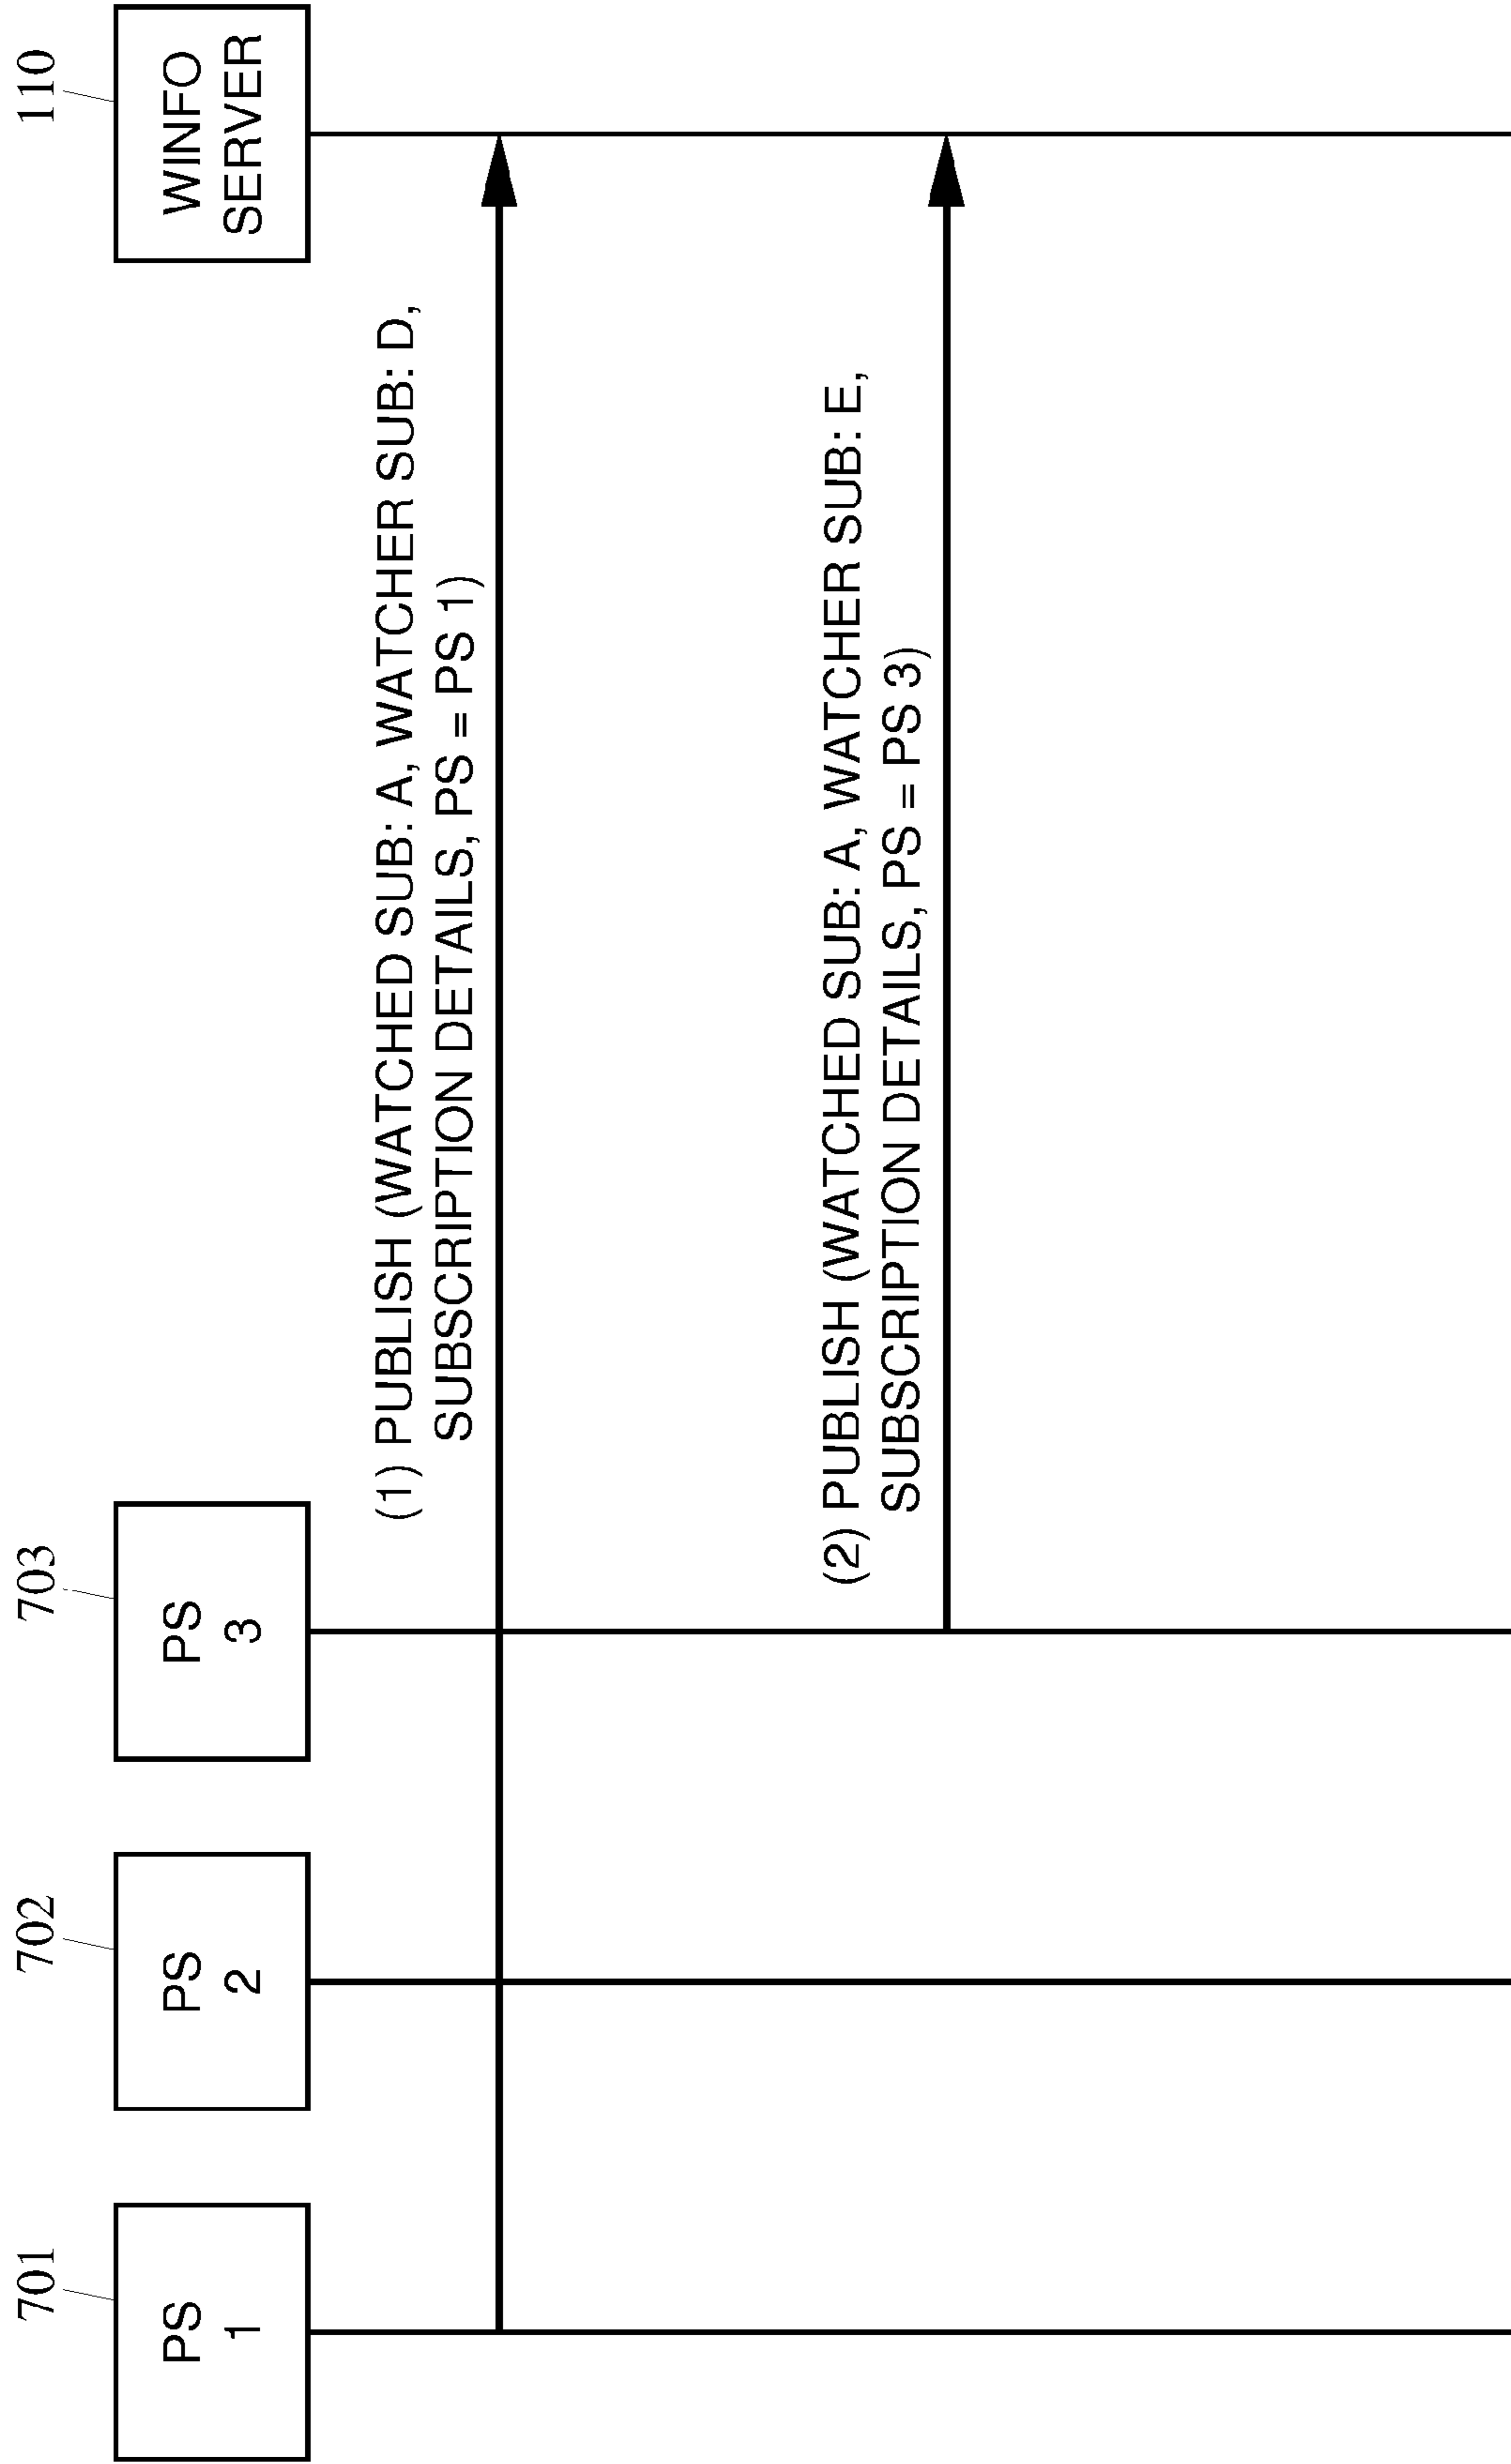 701
702
703
110
PS
1
PS
2
PS
3
WINFO
SERVER
(1) PUBLISH (WATCHED SUB: A, WATCHER SUB: D,
SUBSCRIPTION DETAILS, PS = PS 1)
(2) PUBLISH (WATCHED SUB: A, WATCHER SUB: E,
SUBSCRIPTION DETAILS, PS = PS 3)